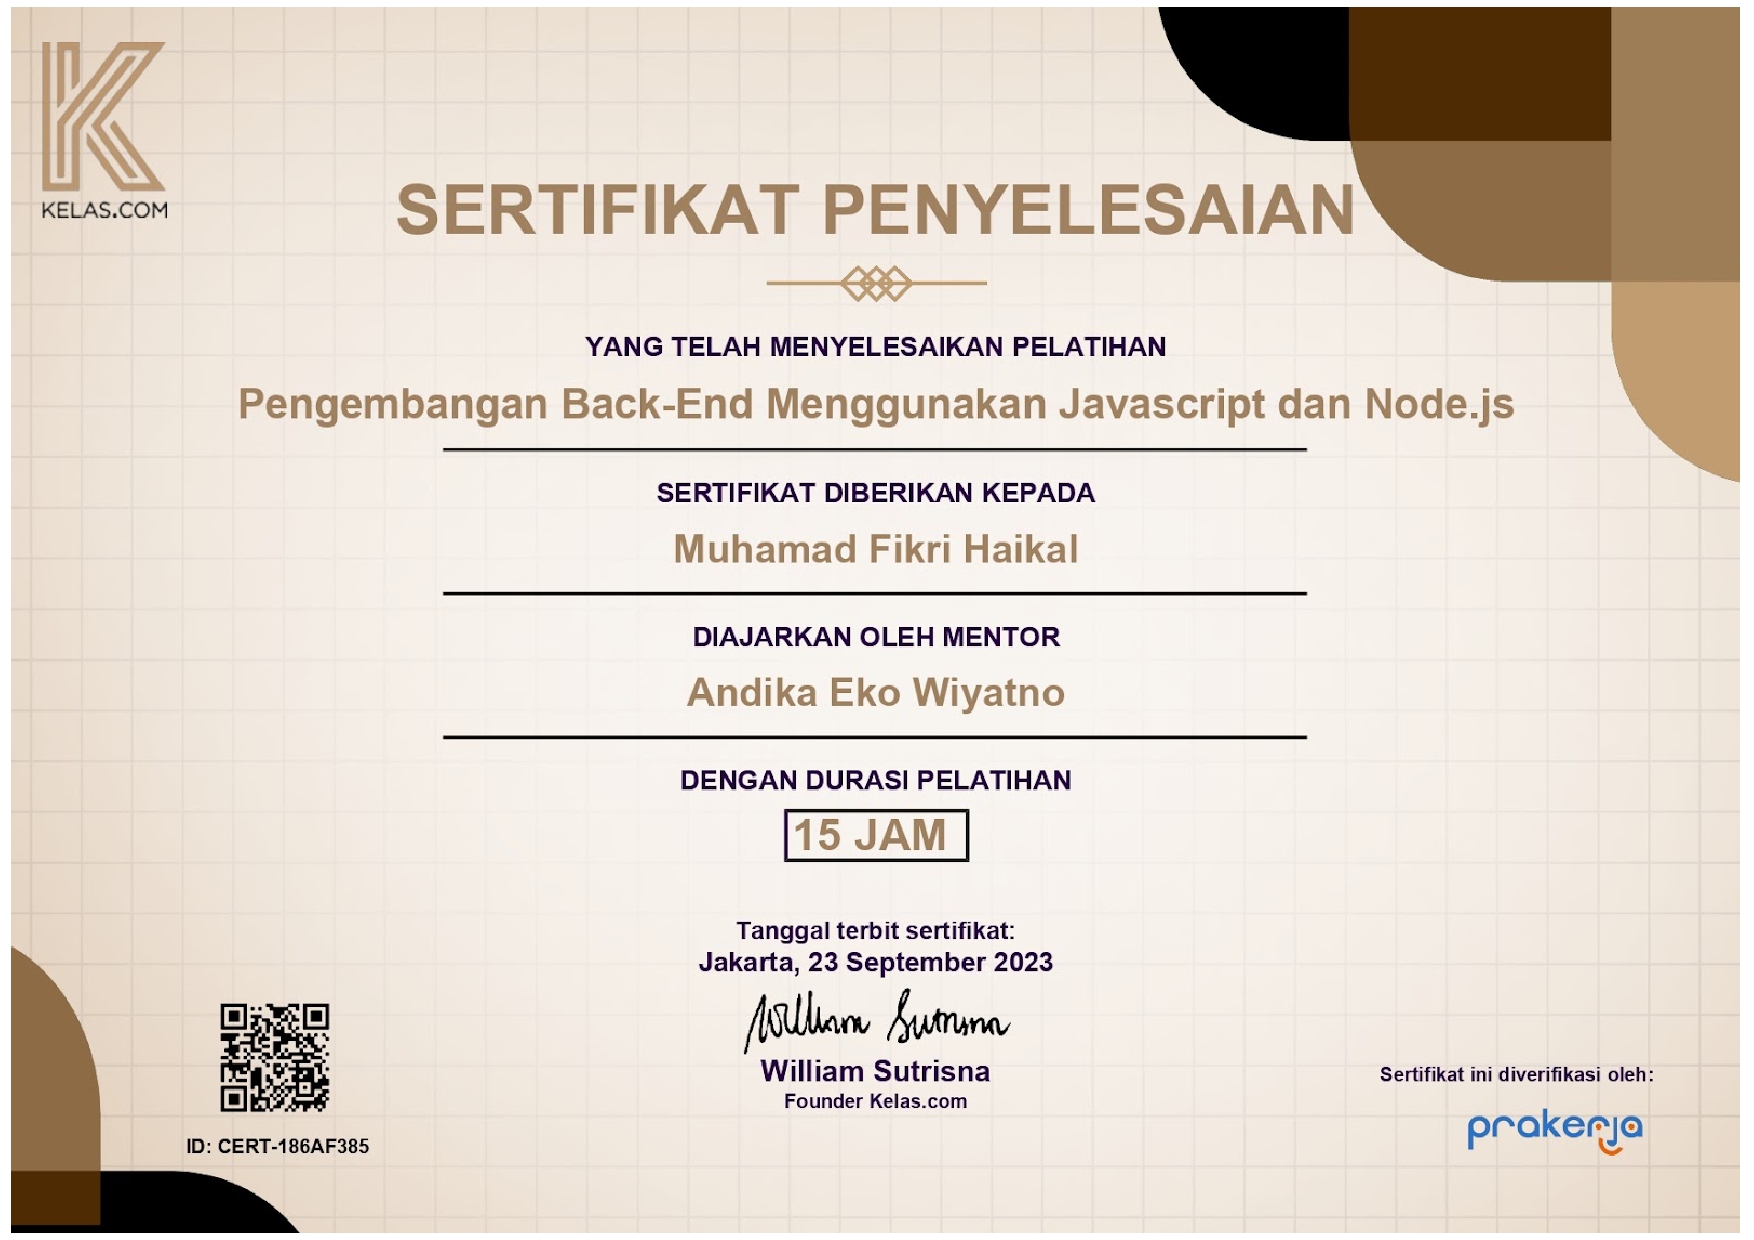 KELAS.COM
SERTIFIKAT PENYELESAIAN
YANG TELAH MENYELESAIKAN PELATIHAN
Pengembangan Back-End Menggunakan Javascript dan Node.js
SERTIFIKAT DIBERIKAN KEPADA
Muhamad Fikri Haikal
DIAJARKAN OLEH MENTOR
Andika Eko Wiyatno
DENGAN DURASI PELATIHAN
15 JAM
Tanggal terbit sertifikat:
Jakarta, 23 September 2023
William Sutrisna
William Sutrisna
Founder Kelas.com
ID: CERT-186AF385
Sertifikat ini diverifikasi oleh:
prakerja